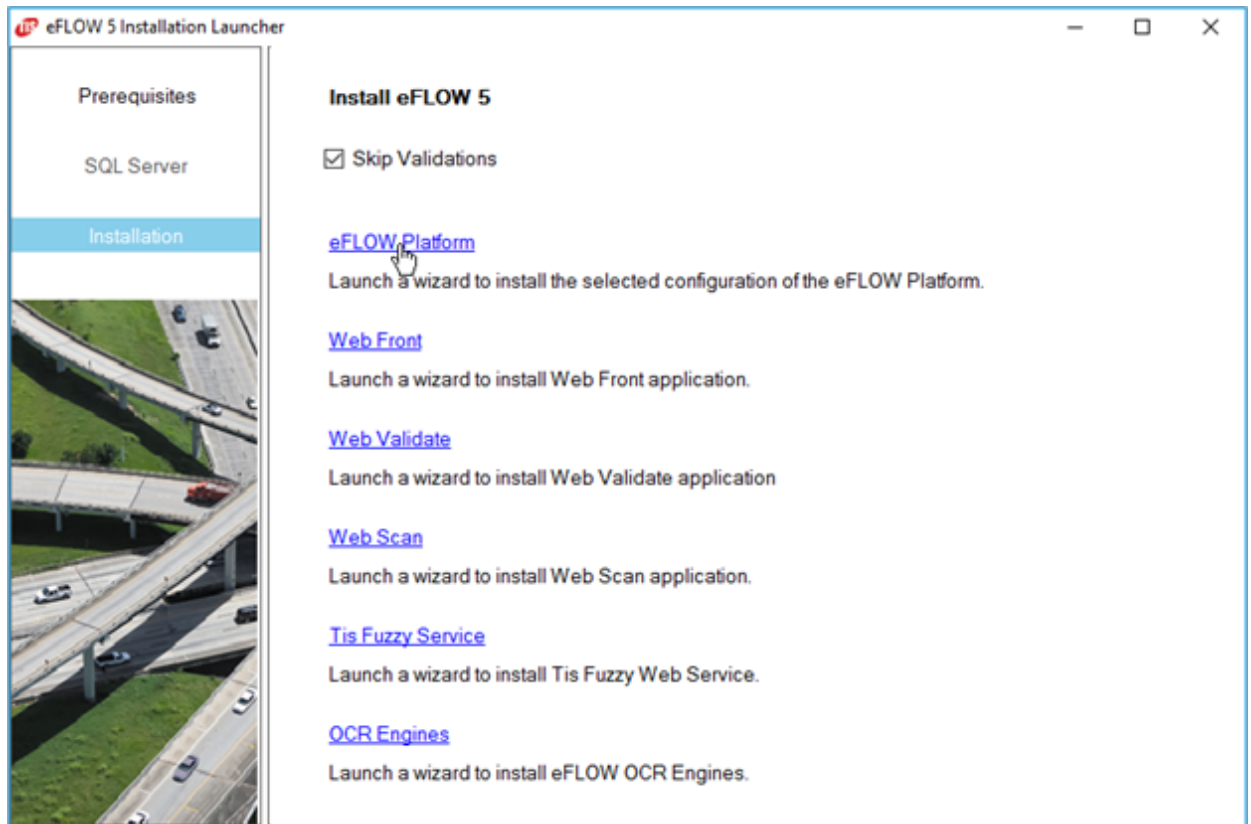 TiS eFLOW 5 Installation Launcher
Prerequisites
SQL Server
Installation
Install eFLOW 5
Skip Validations
eFLOW Platform
Launch a wizard to install the selected configuration of the eFLOW Platform.
Web Front
Launch a wizard to install Web Front application.
Web Validate
Launch a wizard to install Web Validate application
Web Scan
Launch a wizard to install Web Scan application.
Tis Fuzzy Service
Launch a wizard to install Tis Fuzzy Web Service.
OCR Engines
Launch a wizard to install eFLOW OCR Engines.